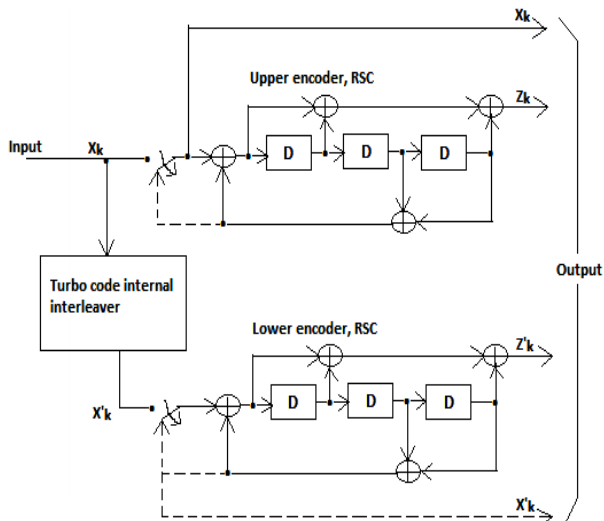 Xk
Upper encoder, RSC
Zk
Input
Xk
D
D
D
Turbo code internal
interleaver
Output
Lower encoder, RSC
Z'k
X'k
D
D
D
X'k